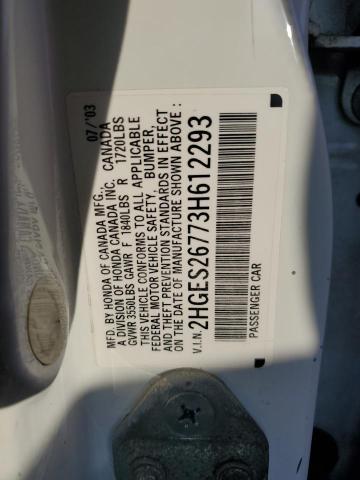 MFD. BY HONDA OF CANADA MFG.,
A DIVISION OF HONDA CANADA INC. CANADA 07/'03
GVWR 3550LBS GAWR F 1840LBS R 1720LBS
THIS VEHICLE CONFORMS TO ALL APPLICABLE
FEDERAL MOTOR VEHICLE SAFETY, BUMPER,
AND THEFT PREVENTION STANDARDS IN EFFECT
ON THE DATE OF MANUFACTURE SHOWN ABOVE:
V.I.N. 2HGES26773H612293
PASSENGER CAR